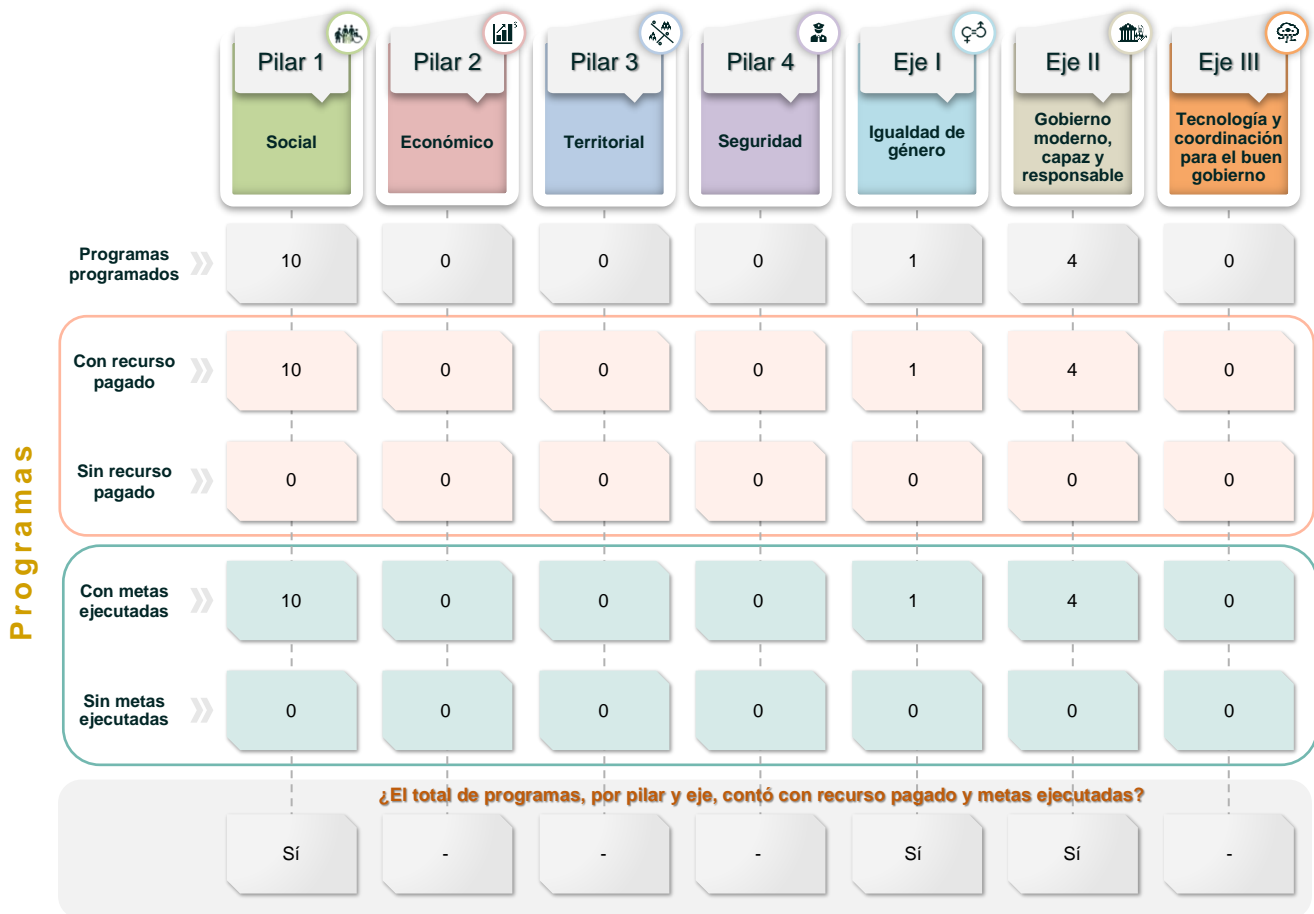 Pilar 1
Pilar 2
Pilar 3
Pilar 4
Eje I
Eje II
Eje III
Social
Económico
Territorial
Seguridad
Igualdad de
género
Gobierno
moderno,
capaz y
responsable
Tecnología y
coordinación
para el buen
gobierno
Programas
Programas
programados
10 0 0 0 1 4 0
Con recurso
pagado
10 0 0 0 1 4 0
Sin recurso
pagado
0 0 0 0 0 0 0
Con metas
ejecutadas
10 0 0 0 1 4 0
Sin metas
ejecutadas
0 0 0 0 0 0 0
¿El total de programas, por pilar y eje, contó con recurso pagado y metas ejecutadas?
Sí - - - Sí Sí -